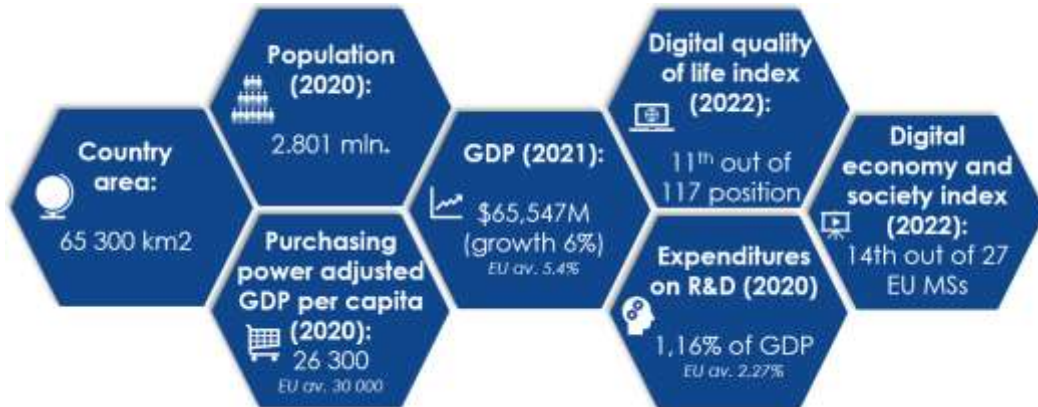 Country
area:
65 300 km2
Population
(2020):
2.801 mln.
Purchasing
power adjusted
GDP per capita
(2020):
26 300
EU av. 30 000
GDP (2021):
$65,547M
(growth 6%)
EU av. 5.4%
Digital quality
of life index
(2022):
11th out of
117 position
Expenditures
on R&D (2020)
1,16% of GDP
EU av. 2,27%
Digital
economy and
society index
(2022):
14th out of 27
EU MSs